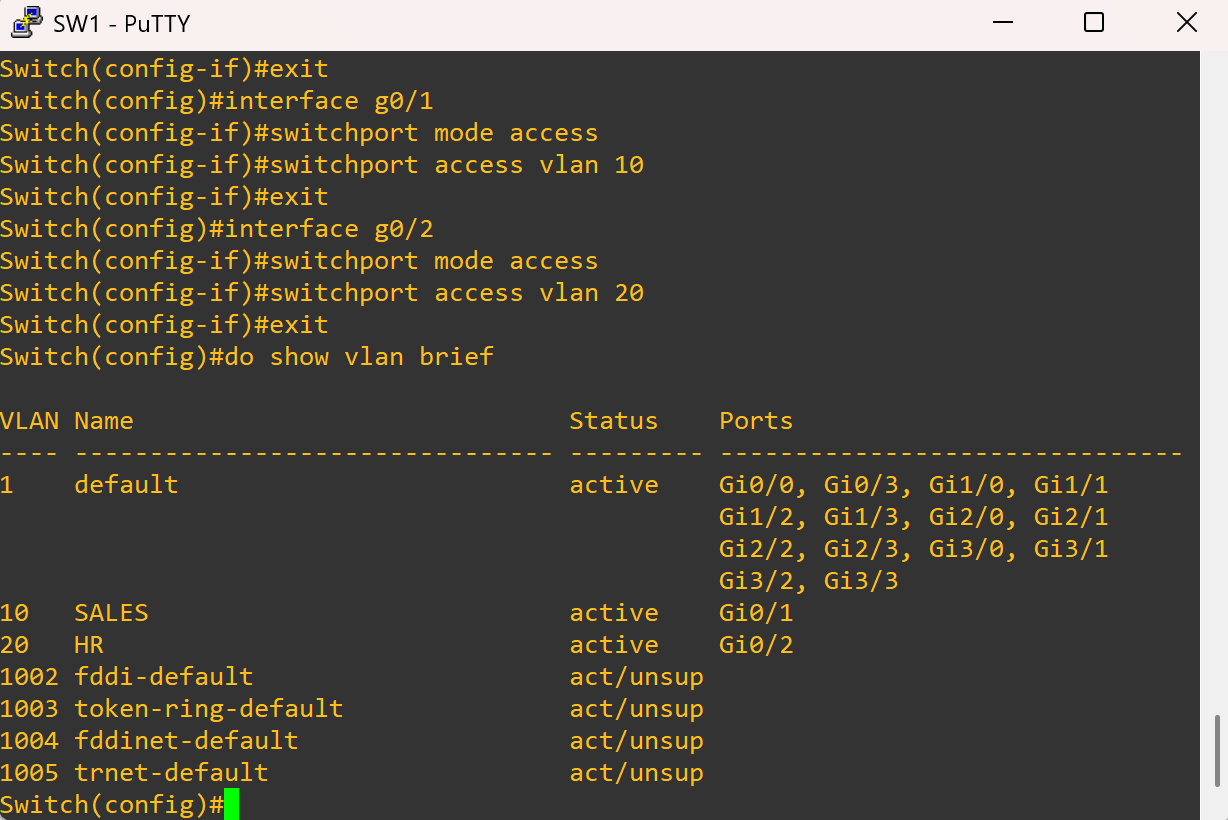 SW1 - PuTTY
Switch(config-if)#exit
Switch(config)#interface g0/1
Switch(config-if)#switchport mode access
Switch(config-if)#switchport access vlan 10
Switch(config-if)#exit
Switch(config)#interface g0/2
Switch(config-if)#switchport mode access
Switch(config-if)#switchport access vlan 20
Switch(config-if)#exit
Switch(config)#do show vlan brief

VLAN Name                             Status    Ports
---- -------------------------------- --------- -------------------------------
1    default                          active    Gi0/0, Gi0/3, Gi1/0, Gi1/1
                                                Gi1/2, Gi1/3, Gi2/0, Gi2/1
                                                Gi2/2, Gi2/3, Gi3/0, Gi3/1
                                                Gi3/2, Gi3/3
10   SALES                            active    Gi0/1
20   HR                               active    Gi0/2
1002 fddi-default                     act/unsup
1003 token-ring-default               act/unsup
1004 fddinet-default                  act/unsup
1005 trnet-default                    act/unsup
Switch(config)#